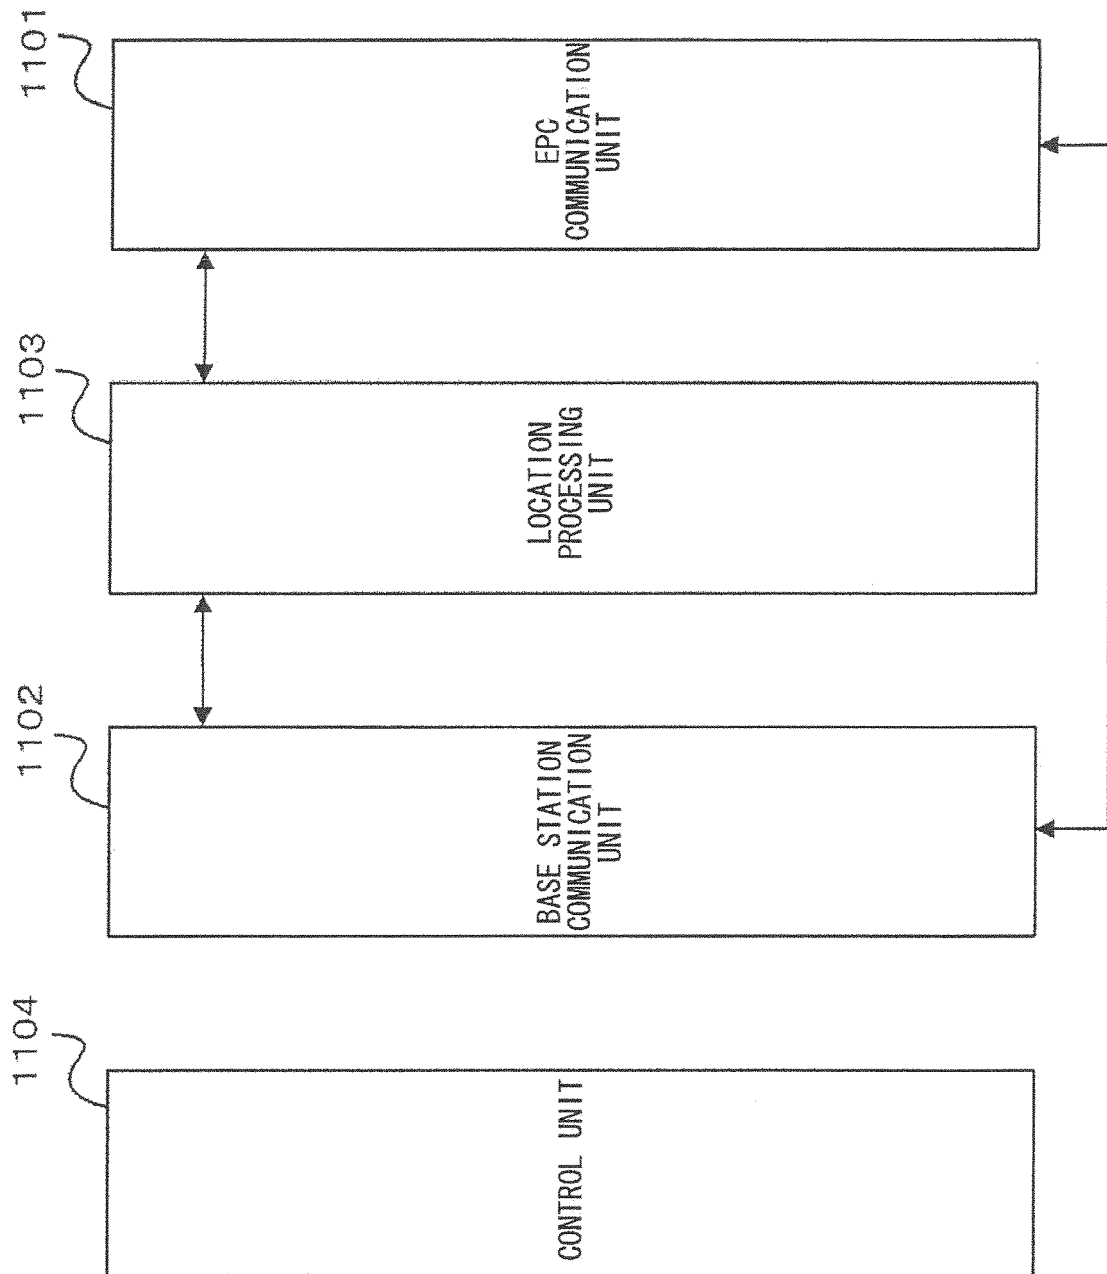 1101
EPC
COMMUNICATION
UNIT
1103
LOCATION
PROCESSING
UNIT
1102
BASE STATION
COMMUNICATION
UNIT
1104
CONTROL UNIT